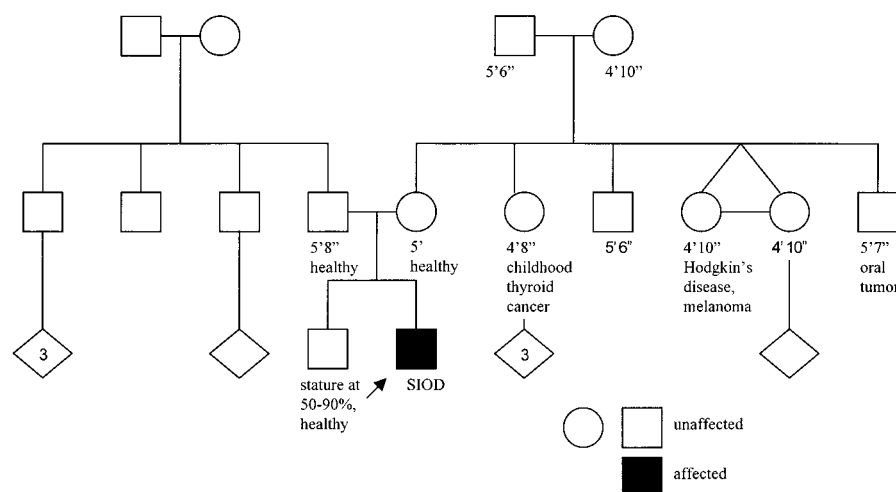 5’6” 4’10”
5’8” 5’ 4’8” 5’6” 4’10” 4’10” 5’7”
healthy healthy childhood Hodgkin’s oral
thyroid disease, tumor
cancer melanoma
3 3
stature at SIOD
50-90%,
healthy
unaffected
affected